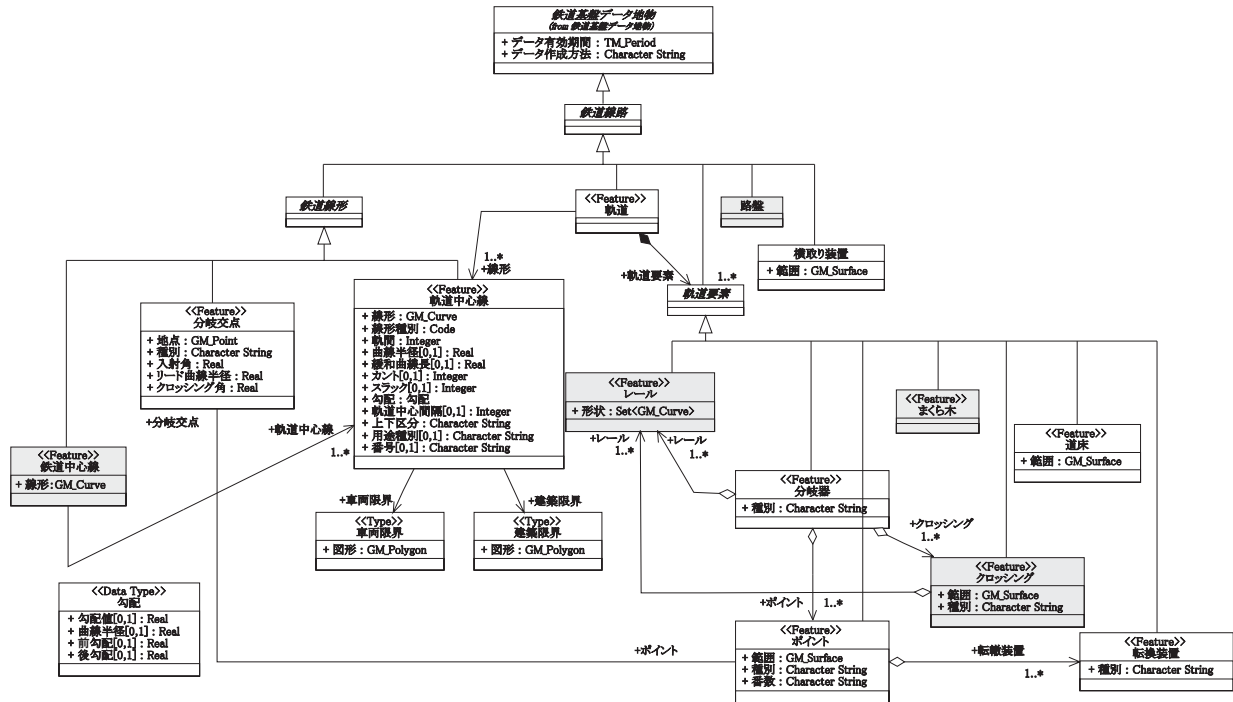 鉄道基盤データ地物
(from 鉄道基盤データ地物)
+ データ有効期間 : TM_Period
+ データ作成方法 : Character String
鉄道線路
鉄道線形
<<Feature>>
軌道
路盤
横取り装置
+ 範囲 : GM_Surface
1..*
+線形
+軌道要素
1..*
軌道要素
<<Feature>>
分岐交点
+ 地点 : GM_Point
+ 種別 : Character String
+ 入射角 : Real
+ リード曲線半径 : Real
+ クロッシング角 : Real
+分岐交点
<<Feature>>
軌道中心線
+ 線形 : GM_Curve
+ 線形種別 : Code
+ 軌間 : Integer
+ 曲線半径[0,1] : Real
+ 緩和曲線長[0,1] : Real
+ カント[0,1] : Integer
+ スラック[0,1] : Integer
+ 勾配 : 勾配
+ 軌道中心間隔[0,1] : Integer
+ 上下区分 : Character String
+ 用途種別[0,1] : Character String
+ 番号[0,1] : Character String
+軌道中心線
1..*
<<Feature>>
レール
+ 形状 : Set<GM_Curve>
+レール
1..*
+レール
1..*
<<Feature>>
まくら木
<<Feature>>
道床
+ 範囲 : GM_Surface
<<Feature>>
鉄道中心線
+ 線形:GM_Curve
<<Feature>>
分岐器
+ 種別 : Character String
+車両限界
+建築限界
<<Type>>
車両限界
+ 図形 : GM_Polygon
<<Type>>
建築限界
+ 図形 : GM_Polygon
+クロッシング
1..*
<<Feature>>
クロッシング
+ 範囲 : GM_Surface
+ 種別 : Character String
<<Data Type>>
勾配
+ 勾配値[0,1] : Real
+ 曲線半径[0,1] : Real
+ 前勾配[0,1] : Real
+ 後勾配[0,1] : Real
+ポイント
1..*
+ポイント
<<Feature>>
ポイント
+ 範囲 : GM_Surface
+ 種別 : Character String
+ 番数 : Character String
+転轍装置
1..*
<<Feature>>
転換装置
+ 種別 : Character String